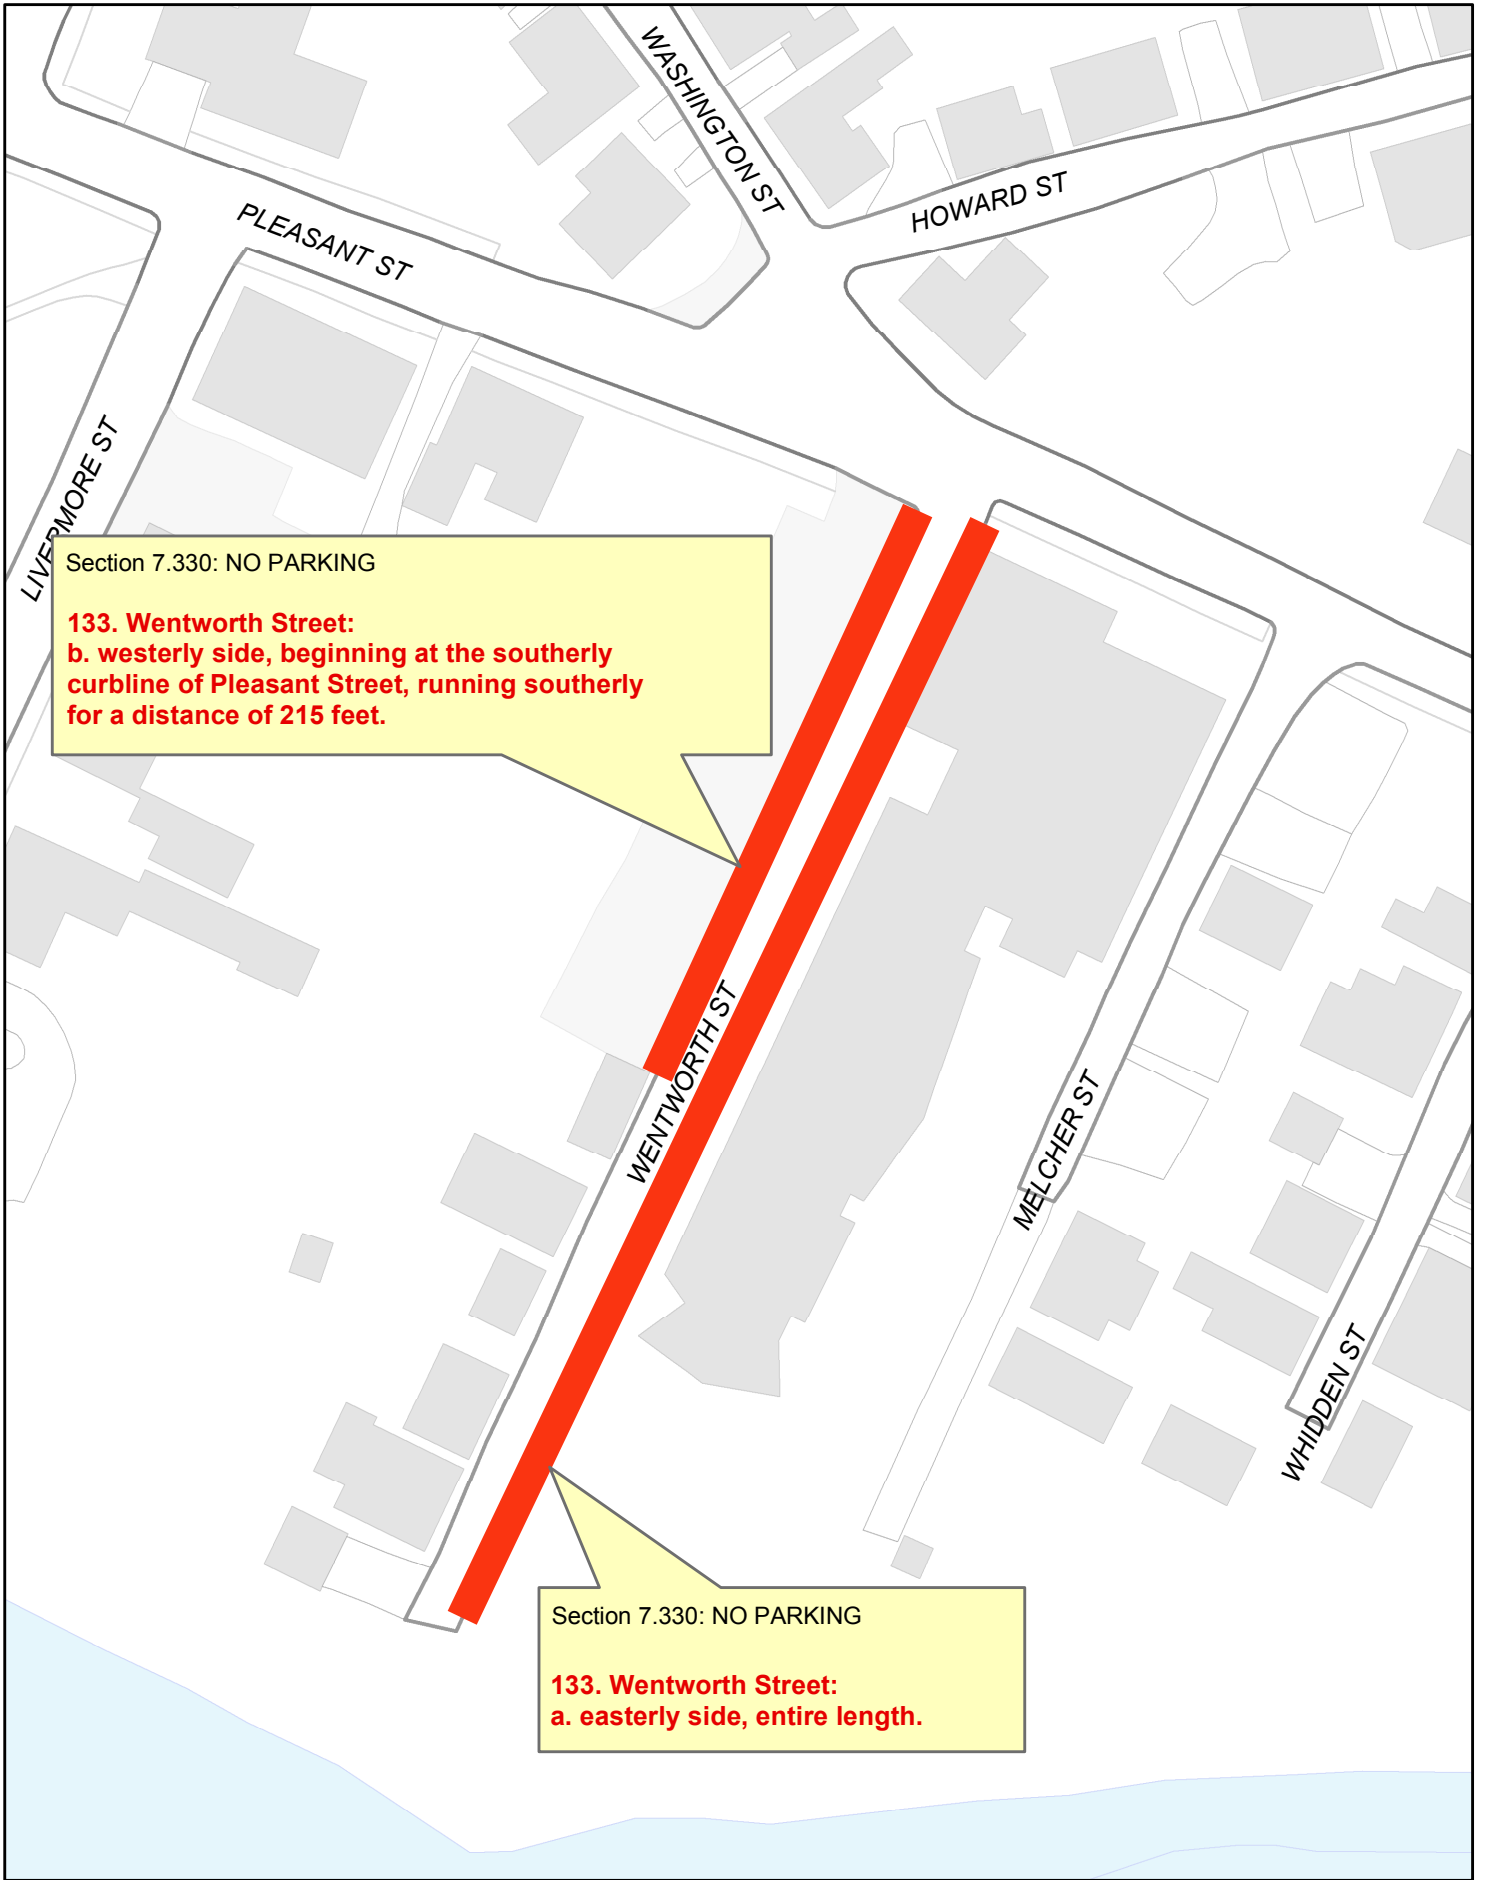 WASHINGTON ST
HOWARD ST
PLEASANT ST
LIVERMORE ST
Section 7.330: NO PARKING
133. Wentworth Street:
b. westerly side, beginning at the southerly
curbline of Pleasant Street, running southerly
for a distance of 215 feet.
WENTWORTH ST
MELCHER ST
WHIDDEN ST
Section 7.330: NO PARKING
133. Wentworth Street:
a. easterly side, entire length.